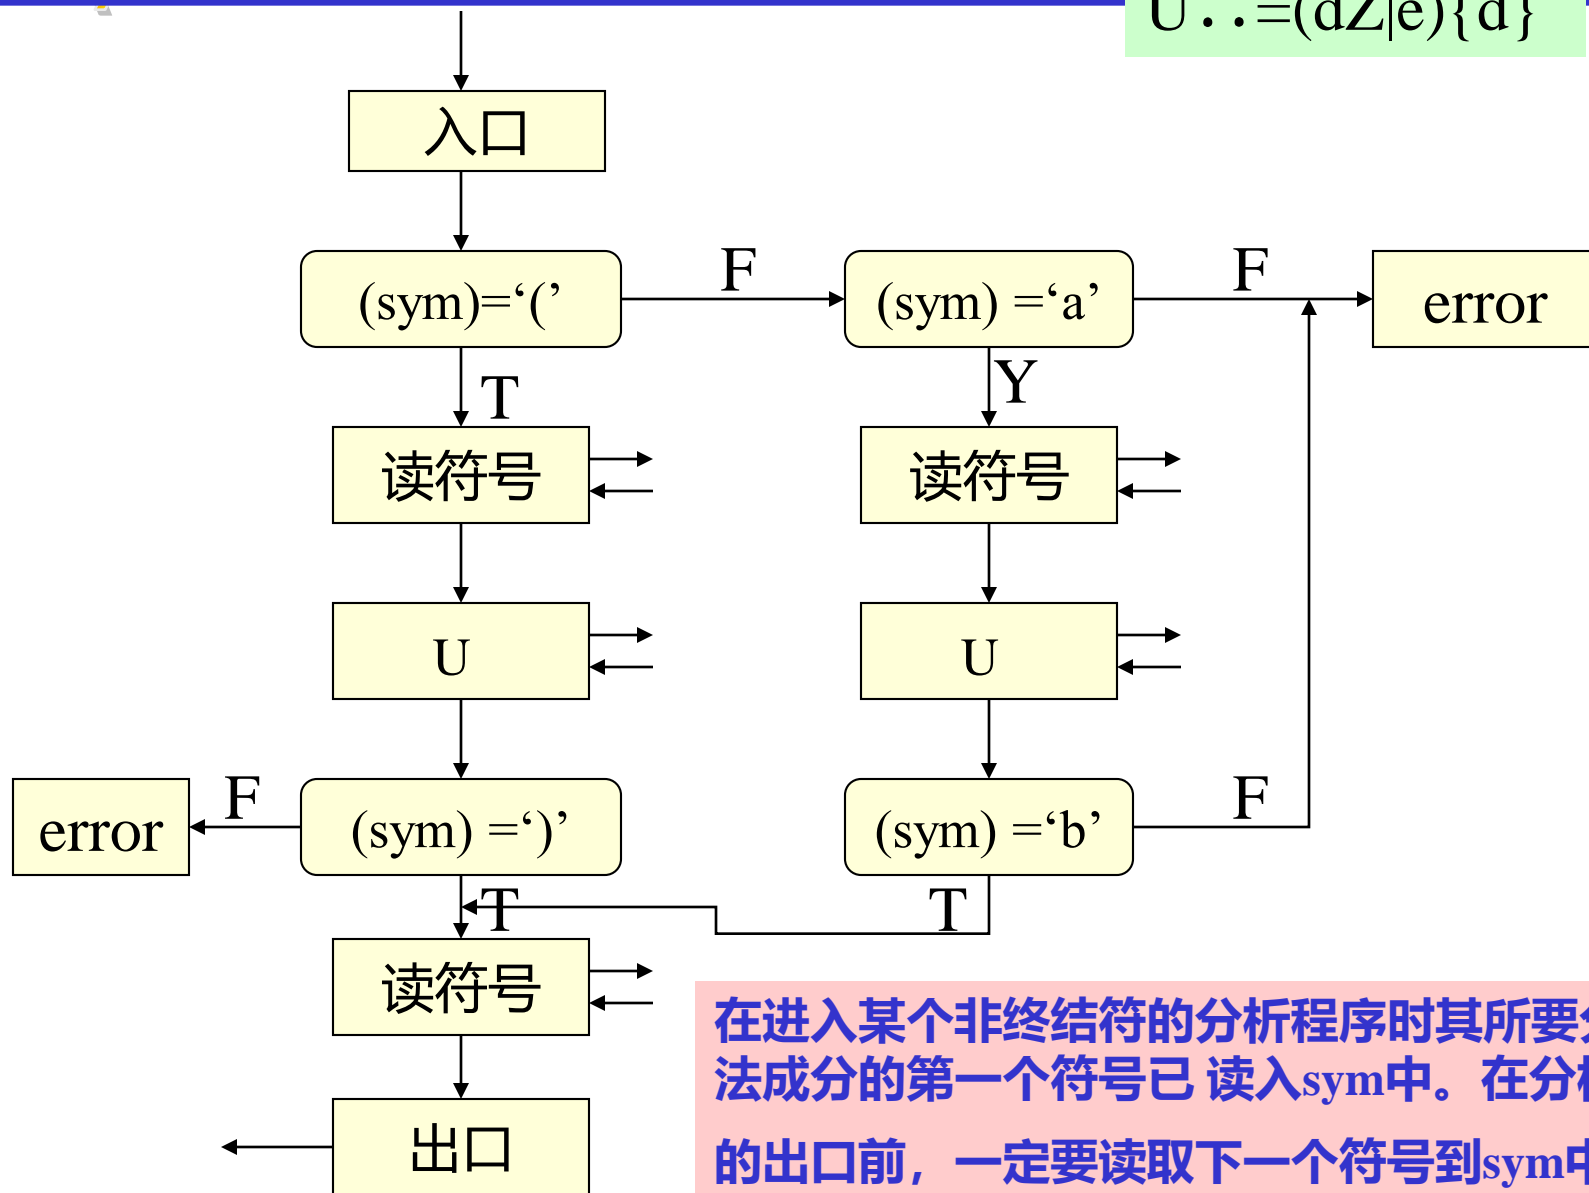 U..=(dZ|e){d}
入口
(sym)=‘(’
F
(sym) =‘a’
F
error
T
Y
读符号
读符号
U
U
error
F
(sym) =‘)’
(sym) =‘b’
F
T
T
读符号
在进入某个非终结符的分析程序时其所要
法成分的第一个符号已 读入sym中。在分析
的出口前，一定要读取下一个符号到sym中
出口